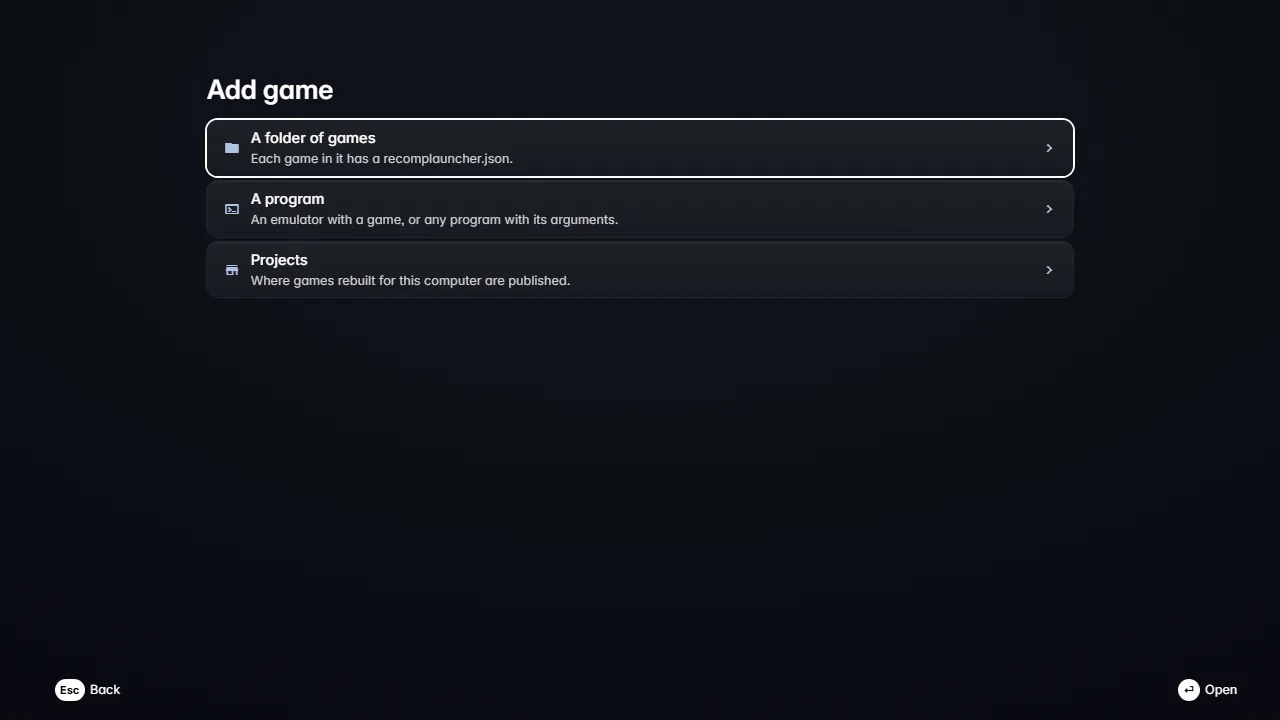 Add game
A folder of games
Each game in it has a recomplauncher.json.
A program
An emulator with a game, or any program with its arguments.
Projects
Where games rebuilt for this computer are published.
Esc Back
Open